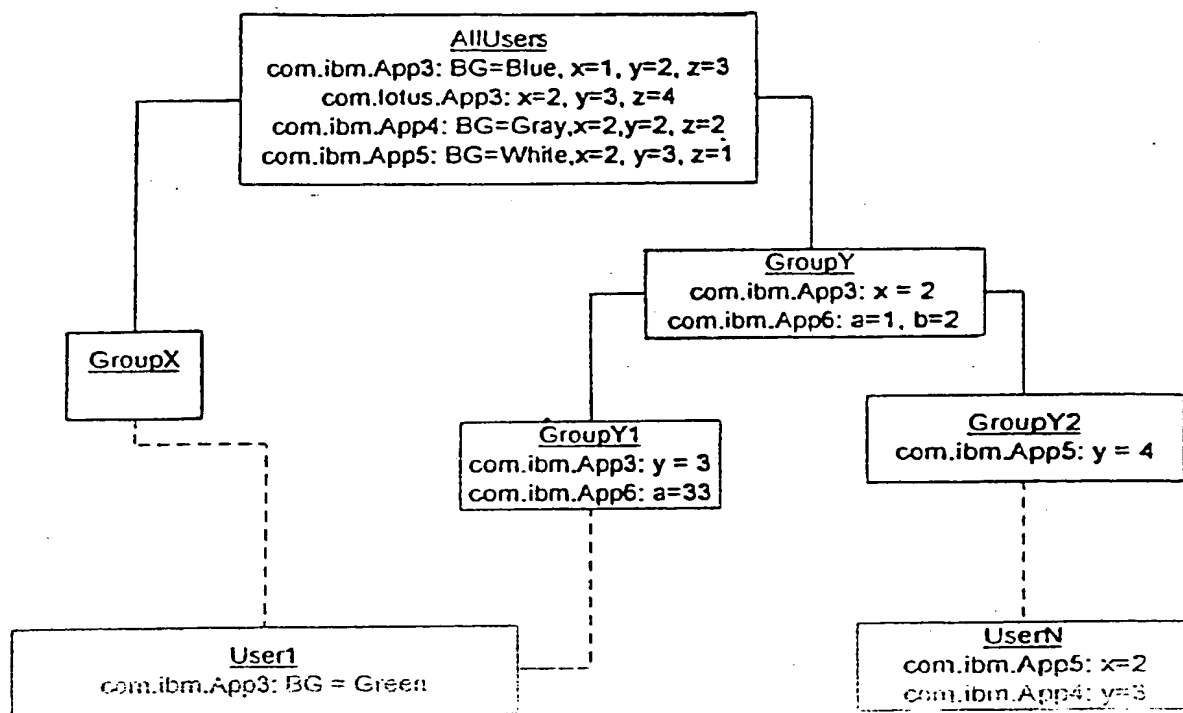 AllUsers
com.ibm.App3: BG=Blue, x=1, y=2, z=3
com.lotus.App3: x=2, y=3, z=4
com.ibm.App4: BG=Gray,x=2,y=2, z=2
com.ibm.App5: BG=White,x=2, y=3, z=1
GroupY
com.ibm.App3: x = 2
com.ibm.App6: a=1, b=2
GroupX
GroupY1
com.ibm.App3: y = 3
com.ibm.App6: a=33
GroupY2
com.ibm.App5: y = 4
User1
com.ibm.App3: BG = Green
UserN
com.ibm.App5: x=2
com.ibm.App4: y=3